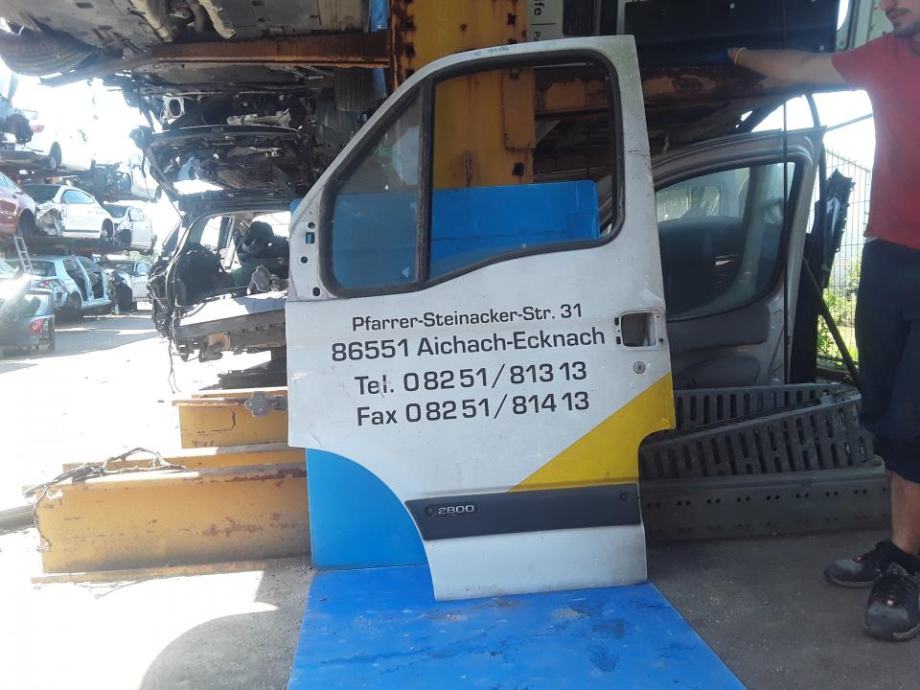 Pfarrer-Steinacker-Str. 31
86551 Aichach-Ecknach
Tel. 0 82 51 / 813 13
Fax 0 82 51 / 814 13
2800